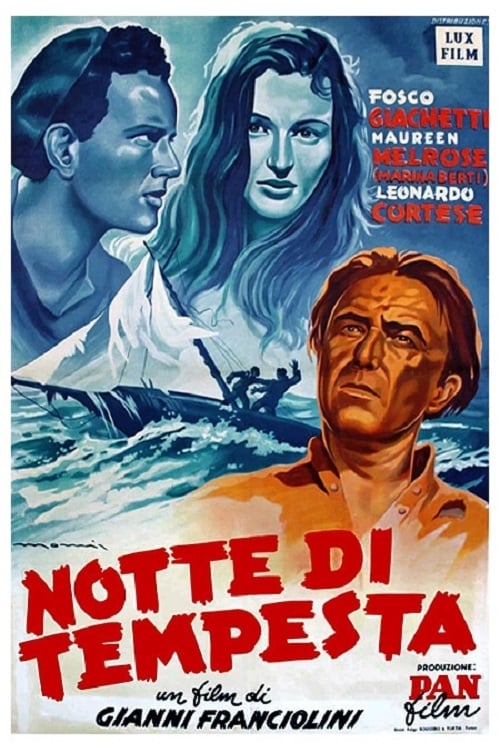 DISTRIBUZIONE:
LUX
FILM
FOSCO
GIACHETTI
MAUREEN
MELROSE
(MARINA BERTI)
LEONARDO
CORTESE
NOTTE DI
TEMPESTA
PRODUZIONE:
PAN
film
un film di
GIANNI FRANCIOLINI